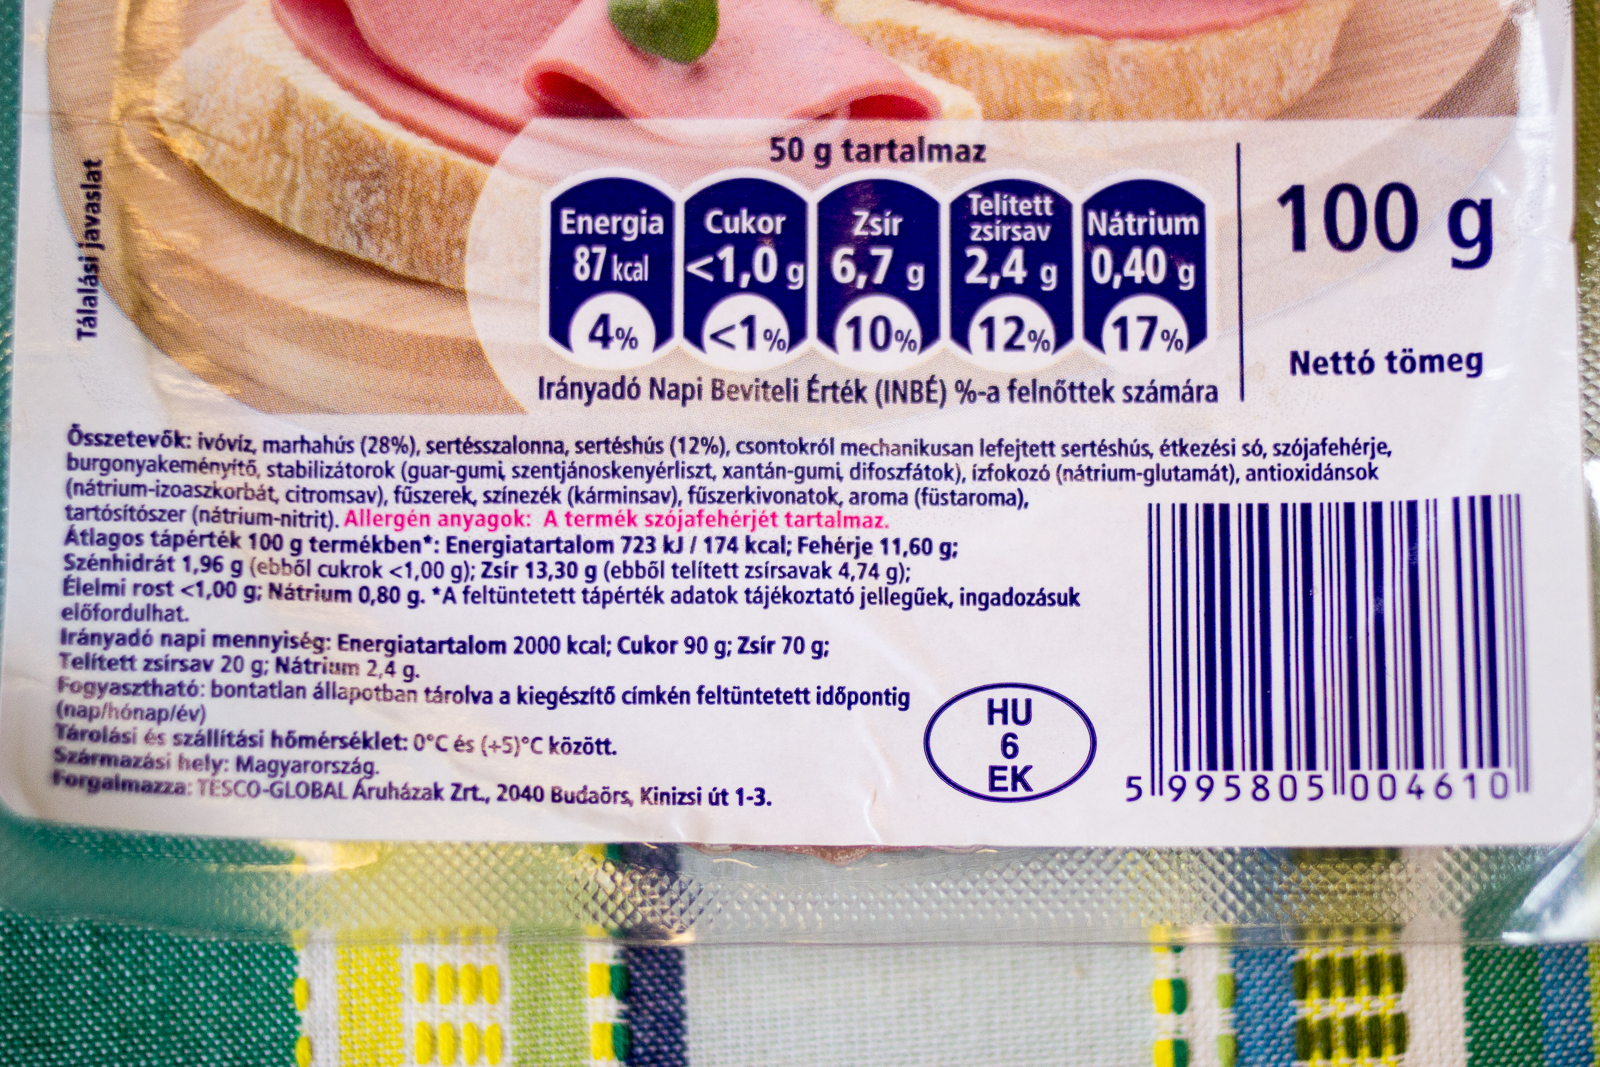 Tálalási javaslat
50 g tartalmaz
Energia
87 kcal
4%
Cukor
<1,0 g
<1%
Zsír
6,7 g
10%
Telített
zsírsav
2,4 g
12%
Nátrium
0,40 g
17%
Irányadó Napi Beviteli Érték (INBÉ) %-a felnőttek számára
100 g
Nettó tömeg
Összetevők: ivóvíz, marhahús (28%), sertésszalonna, sertéshús (12%), csontokról mechanikusan lefejtett sertéshús, étkezési só, szójafehérje,
burgonyakeményítő, stabilizátorok (guar-gumi, szentjánoskenyérliszt, xantán-gumi, difoszfátok), ízfokozó (nátrium-glutamát), antioxidánsok
(nátrium-izoaszkorbát, citromsav), fűszerek, színezék (kárminsav), fűszerkivonatok, aroma (füstaroma),
tartósítószer (nátrium-nitrit). Allergén anyagok: A termék szójafehérjét tartalmaz.
Átlagos tápérték 100 g termékben*: Energiatartalom 723 kJ / 174 kcal; Fehérje 11,60 g;
Szénhidrát 1,96 g (ebből cukrok <1,00 g); Zsír 13,30 g (ebből telített zsírsavak 4,74 g);
Élelmi rost <1,00 g; Nátrium 0,80 g. *A feltüntetett tápérték adatok tájékoztató jellegűek, ingadozásuk
előfordulhat.
Irányadó napi mennyiség: Energiatartalom 2000 kcal; Cukor 90 g; Zsír 70 g;
Telített zsírsav 20 g; Nátrium 2,4 g.
Fogyasztható: bontatlan állapotban tárolva a kiegészítő címkén feltüntetett időpontig
(nap/hónap/év)
Tárolási és szállítási hőmérséklet: 0°C és (+5)°C között.
Származási hely: Magyarország.
Forgalmazza: TESCO-GLOBAL Áruházak Zrt., 2040 Budaörs, Kinizsi út 1-3.
HU
6
EK
5 995805 004610